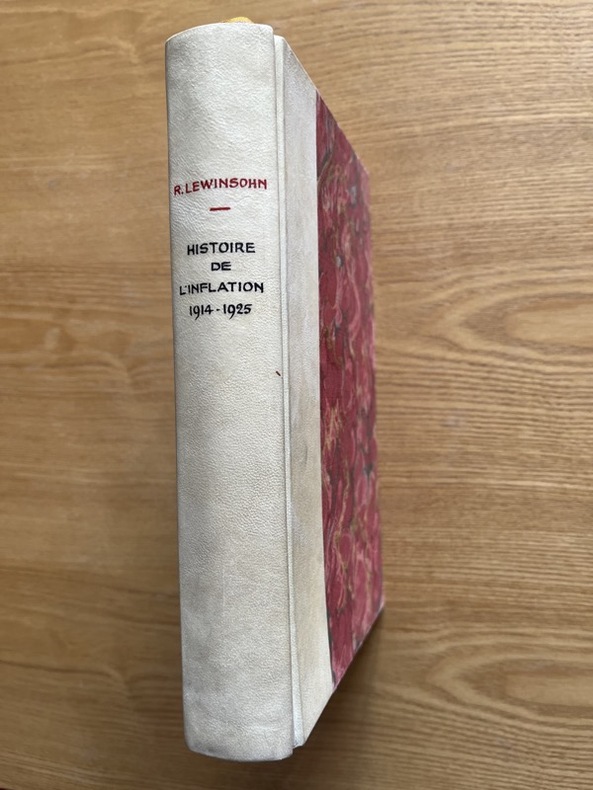 R. LEWINSOHN
HISTOIRE
DE
L'INFLATION
1914-1925